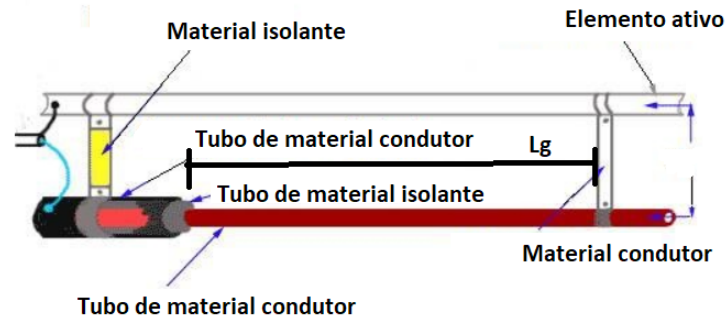 Elemento ativo
Material isolante
Tubo de material condutor
Lg
Tubo de material isolante
Material condutor
Tubo de material condutor